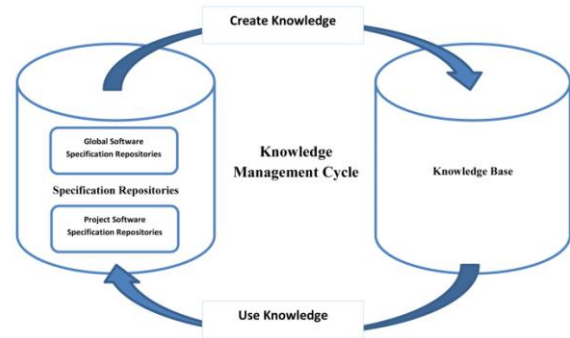 Create Knowledge
Global Software
Specification Repositories
Specification Repositories
Project Software
Specification Repositories
Knowledge
Management Cycle
Knowledge Base
Use Knowledge